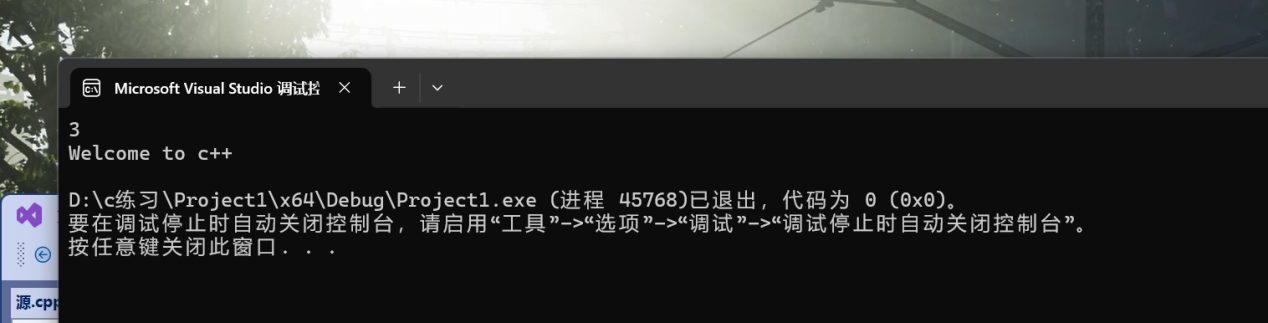 Microsoft Visual Studio 调试控
3
Welcome to c++
D:\c练习\Project1\x64\Debug\Project1.exe (进程 45768)已退出，代码为 0 (0x0)。
要在调试停止时自动关闭控制台，请启用“工具”->“选项”->“调试”->“调试停止时自动关闭控制台”。
按任意键关闭此窗口. . .
源.cpp